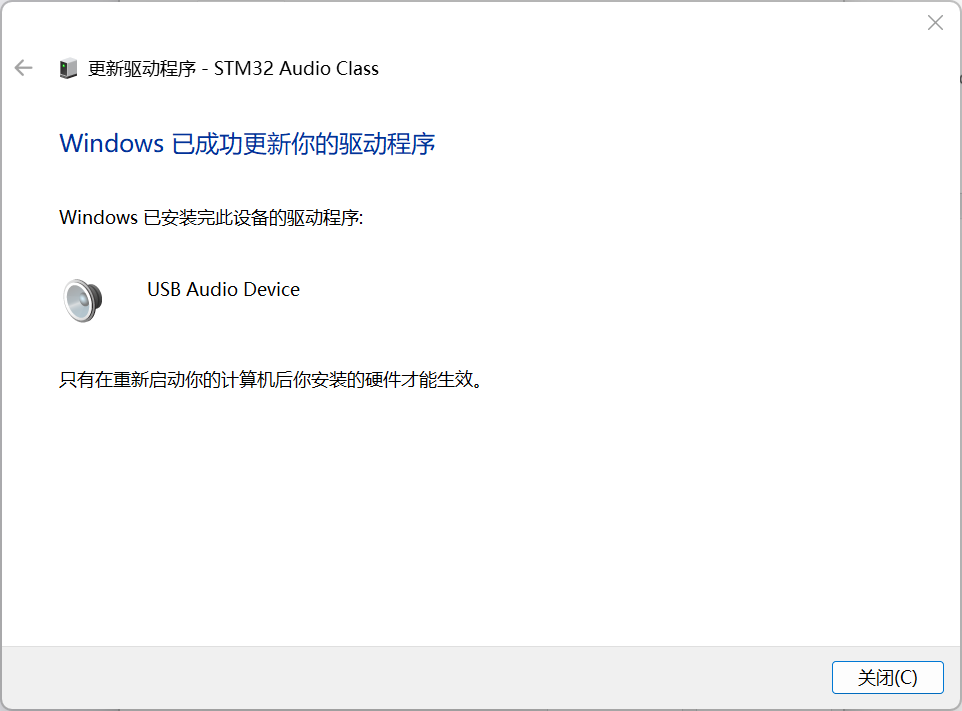 更新驱动程序 - STM32 Audio Class
Windows 已成功更新你的驱动程序
Windows 已安装完此设备的驱动程序:
USB Audio Device
只有在重新启动你的计算机后你安装的硬件才能生效。
关闭(C)